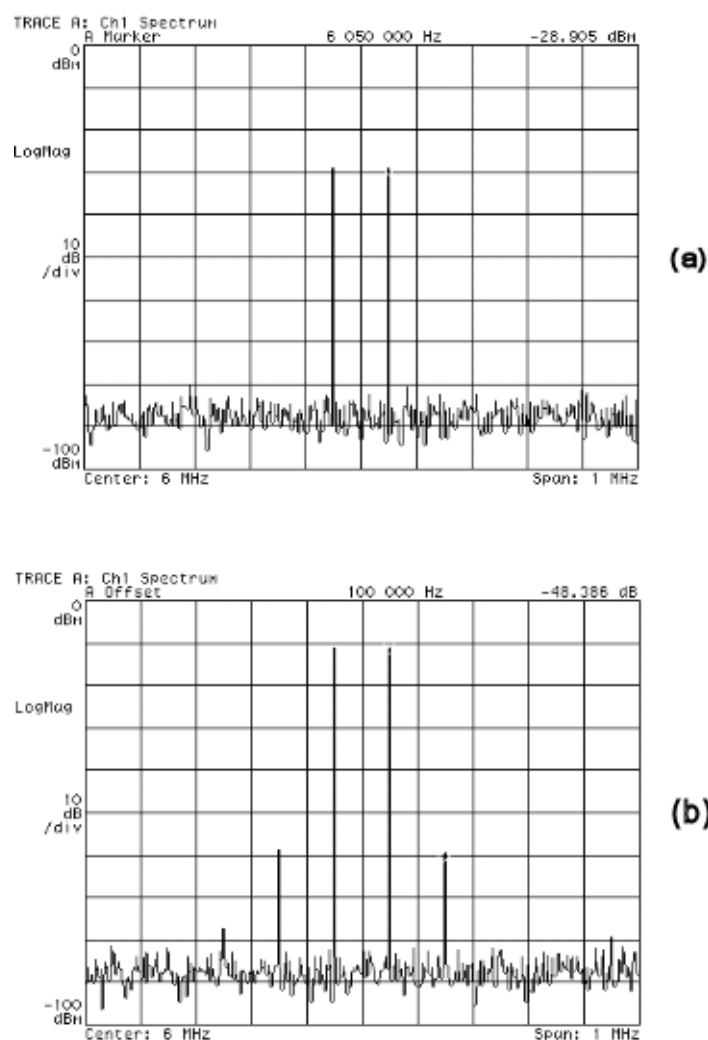 TRACE A: Ch1 Spectrum
A Marker 6 050 000 Hz -28.905 dBm
0
dBm
LogMag
10
dB
/div
-100
dBm
Center: 6 MHz Span: 1 MHz
(a)
TRACE A: Ch1 Spectrum
A Offset 100 000 Hz -48.386 dB
0
dBm
LogMag
10
dB
/div
-100
dBm
Center: 6 MHz Span: 1 MHz
(b)